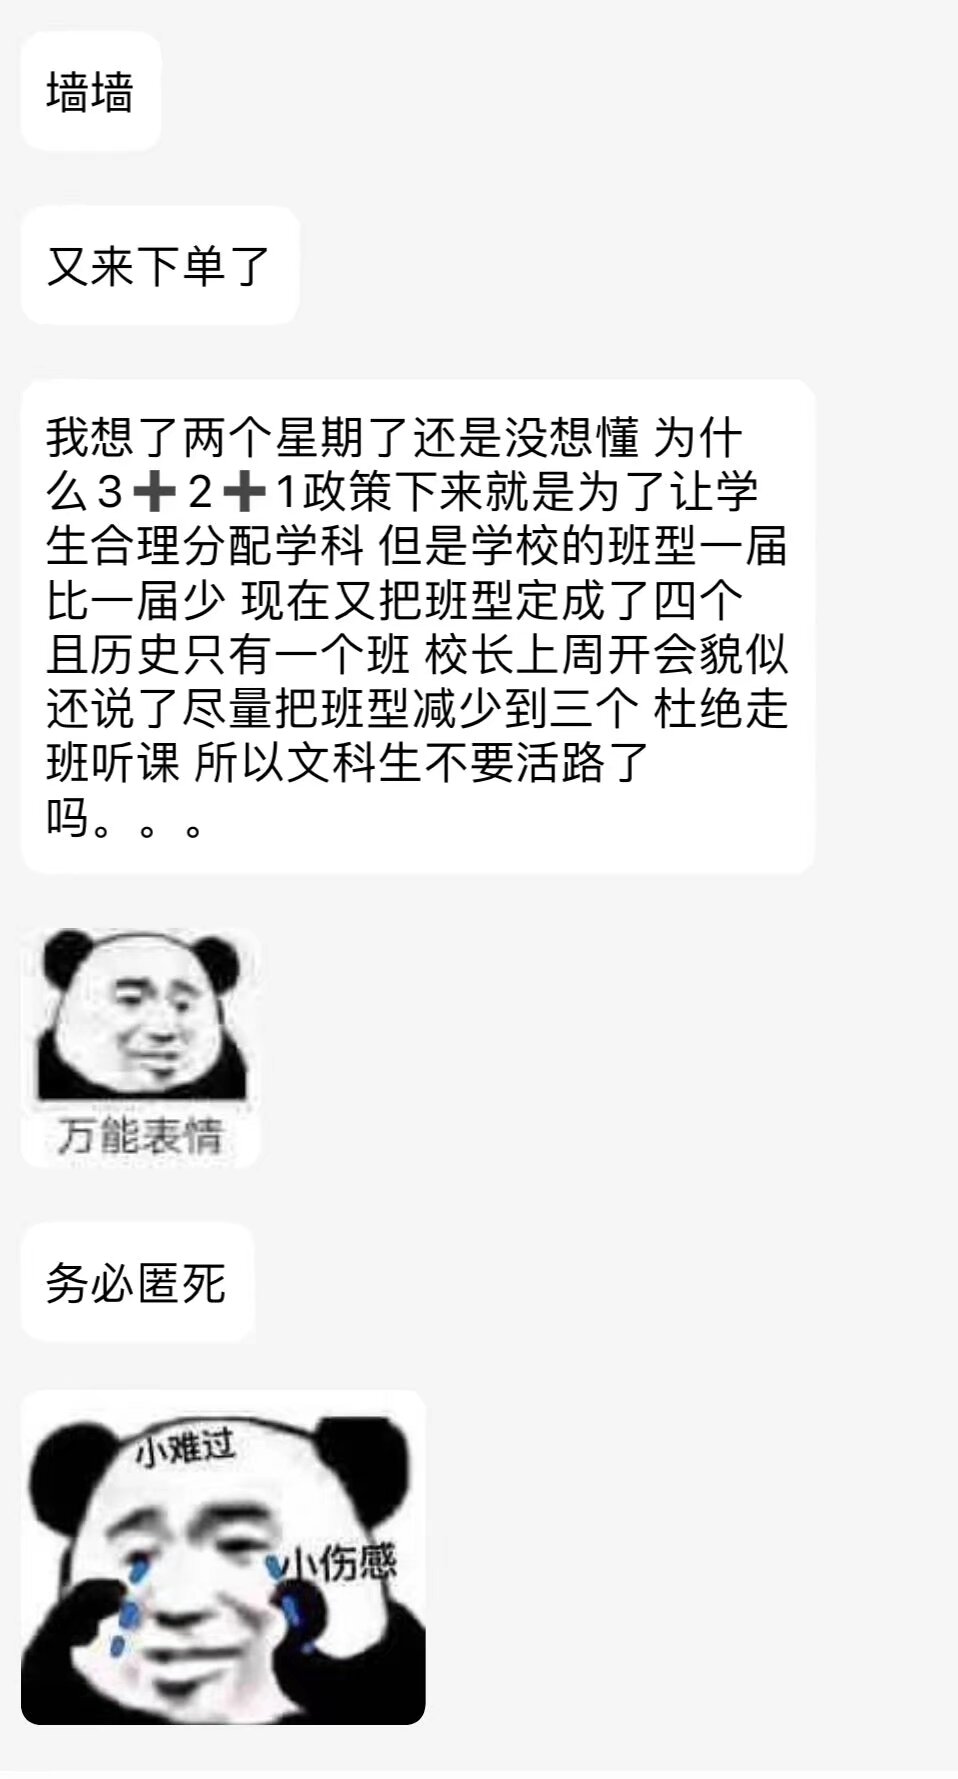 墙墙
又来下单了
我想了两个星期了还是没想懂 为什
么3➕2➕1政策下来就是为了让学
生合理分配学科 但是学校的班型一届
比一届少 现在又把班型定成了四个
且历史只有一个班 校长上周开会貌似
还说了尽量把班型减少到三个 杜绝走
班听课 所以文科生不要活路了
吗。。。
万能表情
务必匿死
小难过
小伤感